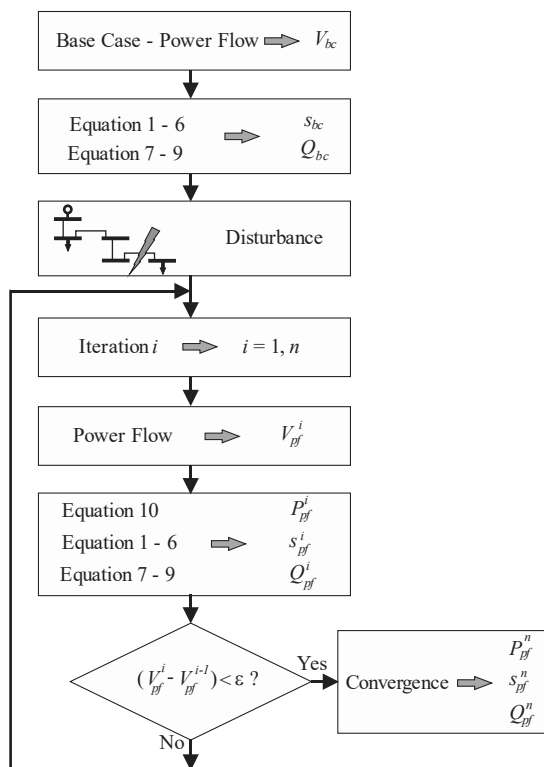 Base Case - Power Flow ⇒ V_bc
Equation 1 - 6 ⇒ s_bc
Equation 7 - 9 Q_bc
Disturbance
Iteration i ⇒ i = 1, n
Power Flow ⇒ V_pf^i
Equation 10 P_pf^i
Equation 1 - 6 ⇒ s_pf^i
Equation 7 - 9 Q_pf^i
(V_pf^i - V_pf^i-1) < ε ?
Yes
Convergence ⇒ P_pf^n
s_pf^n
Q_pf^n
No